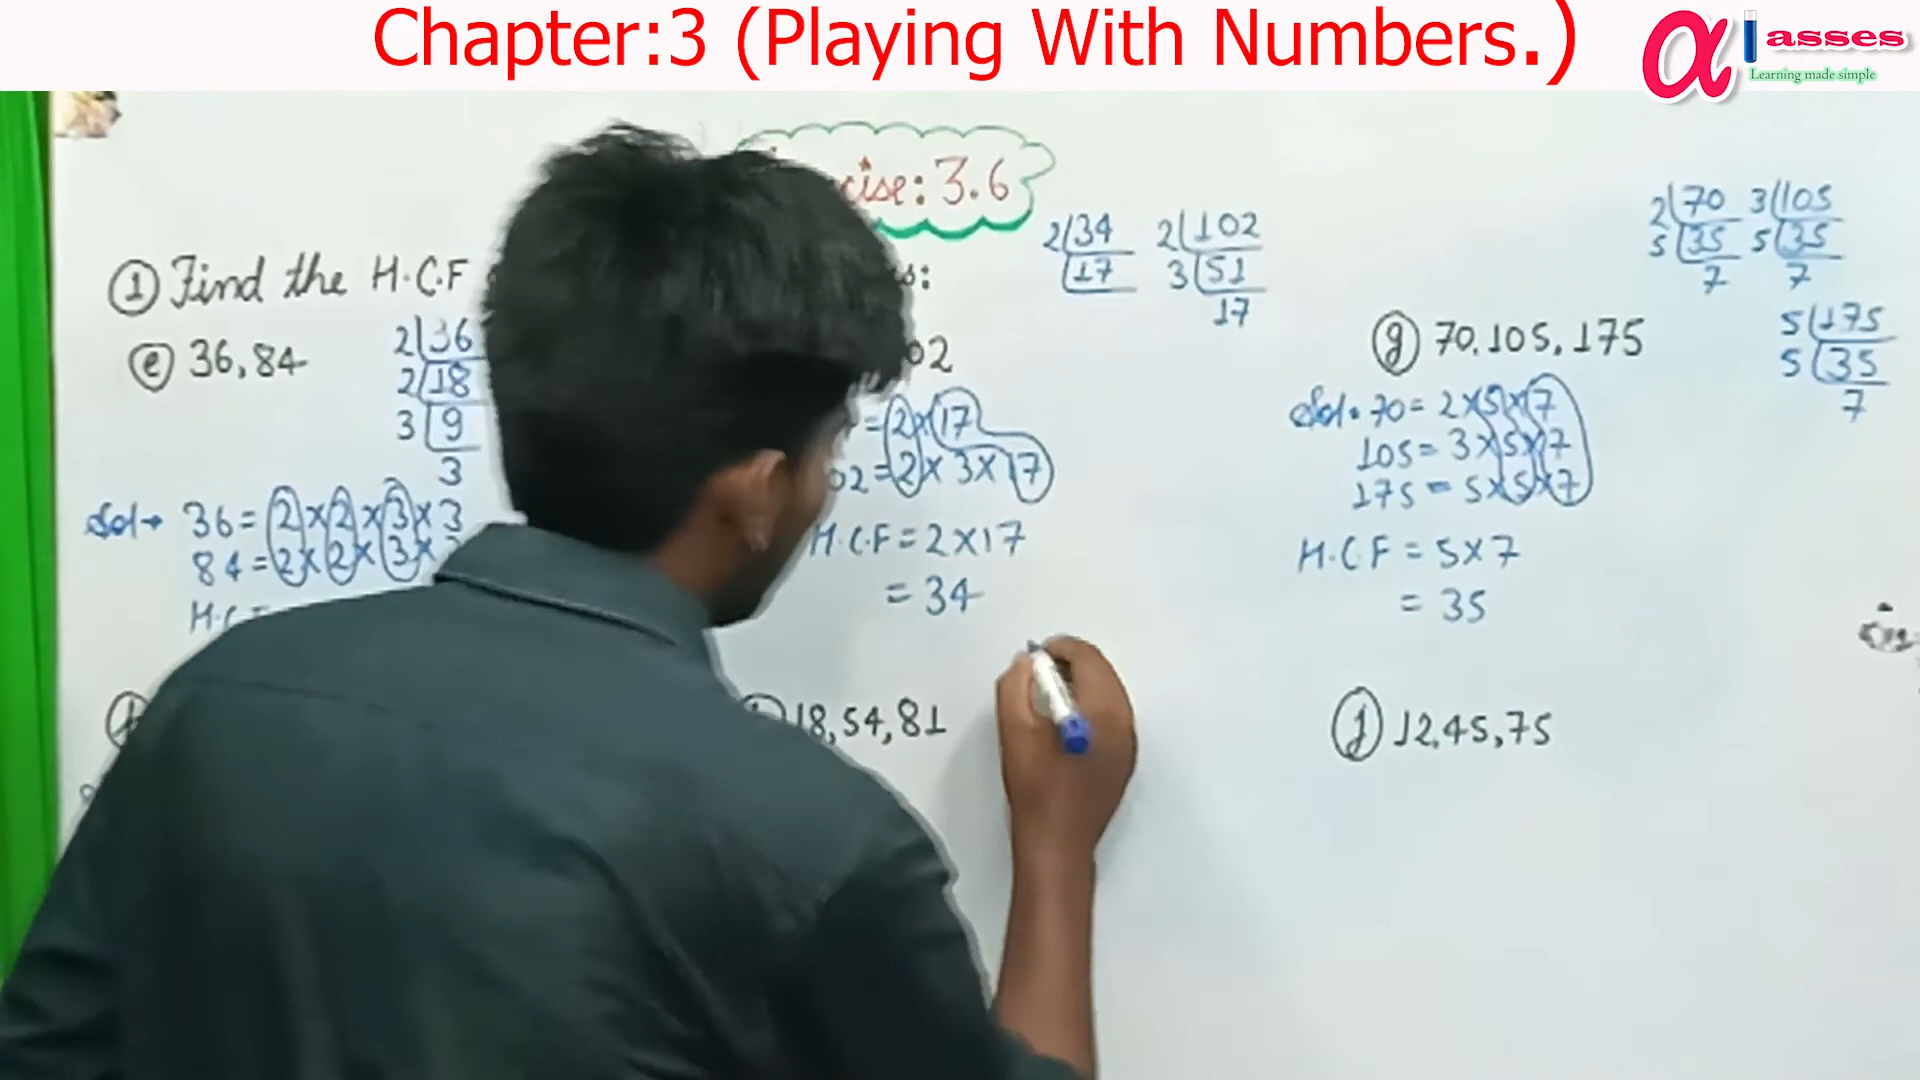 Chapter:3 (Playing With Numbers.)
α lasses
Learning made simple
cise: 3.6
① Find the H.C.F
s:
ⓔ 36,84
2|36
2|18
3|9
3
Sol→ 36= 2×2×3×3
84=2×2×3×
H.C
02
=2×17
02=2×3×17
H.C.F=2×17
=34
2|34
17
2|102
3|51
17
ⓖ 70,105,175
2|70
5|35
7
3|105
5|35
7
5|175
5|35
7
Sol. 70= 2×5×7
105= 3×5×7
175= 5×5×7
H.C.F = 5×7
= 35
18,54,81
ⓙ 12,45,75